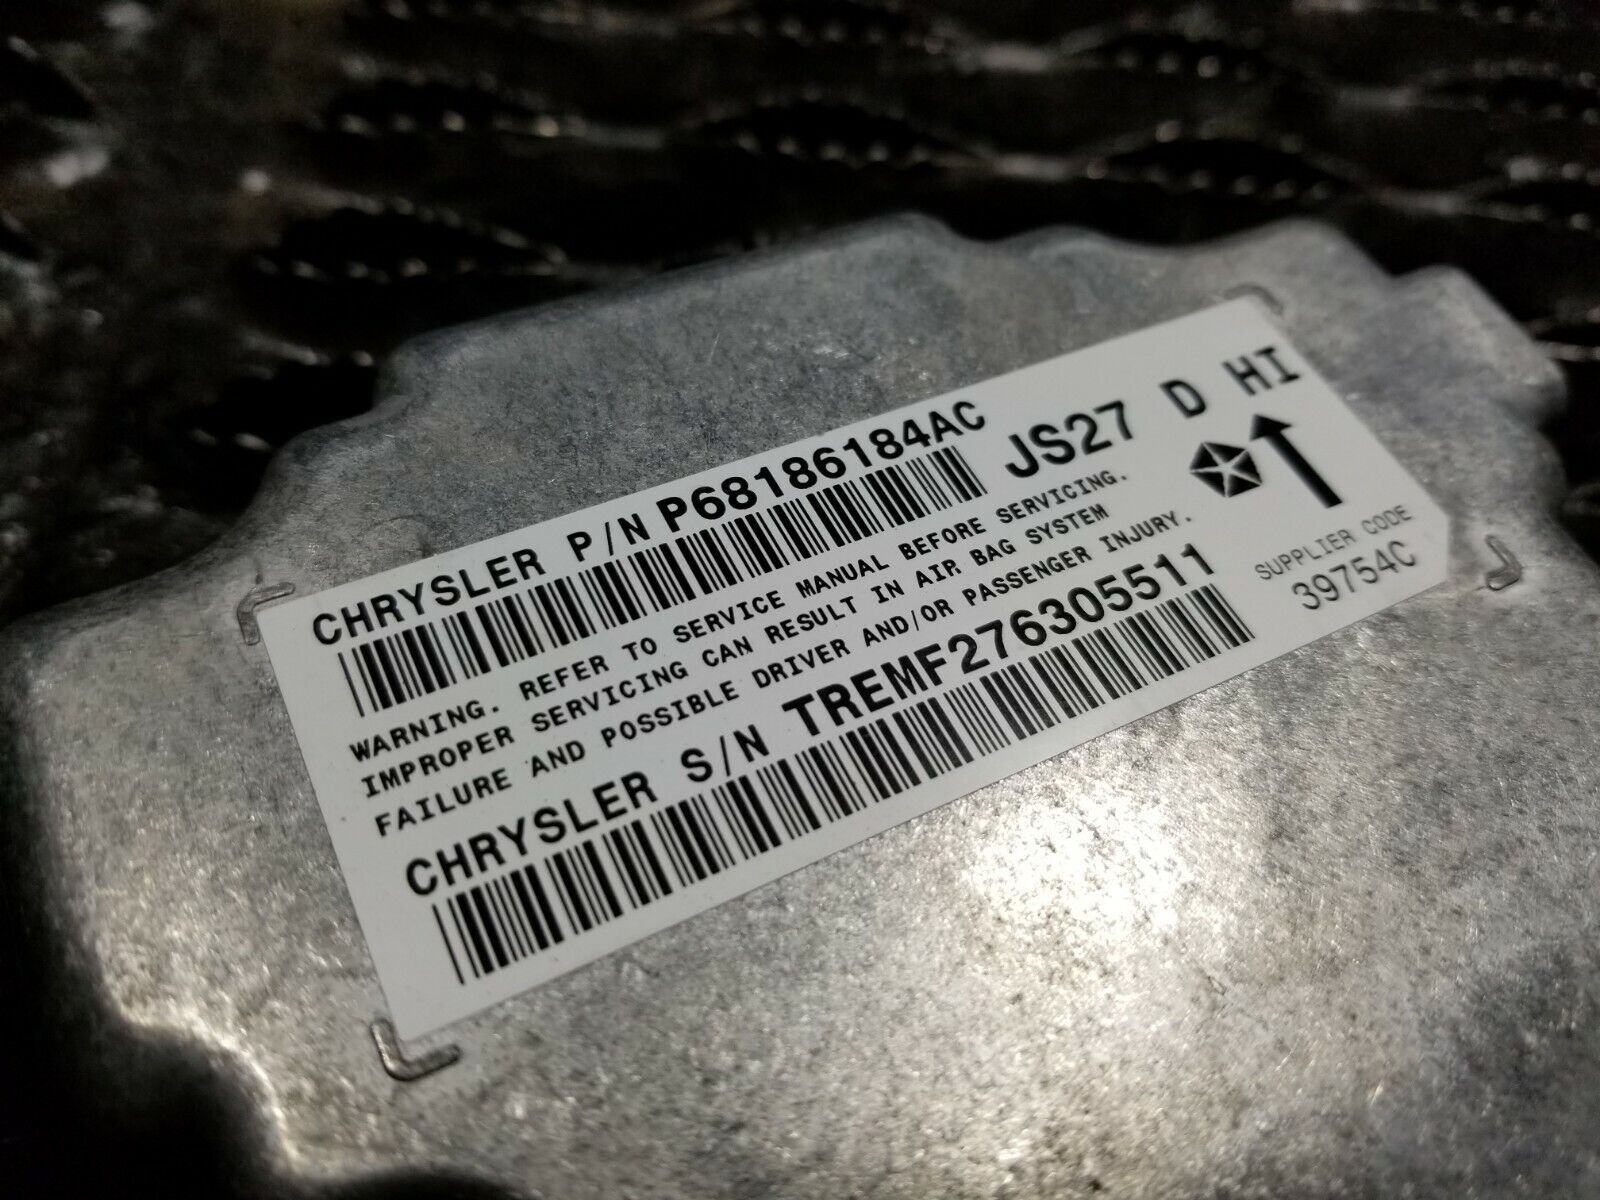 CHRYSLER P/N P68186184AC JS27 D HI
WARNING. REFER TO SERVICE MANUAL BEFORE SERVICING.
IMPROPER SERVICING CAN RESULT IN AIR BAG SYSTEM
FAILURE AND POSSIBLE DRIVER AND/OR PASSENGER INJURY.
CHRYSLER S/N TREMF276305511
SUPPLIER CODE
39754C